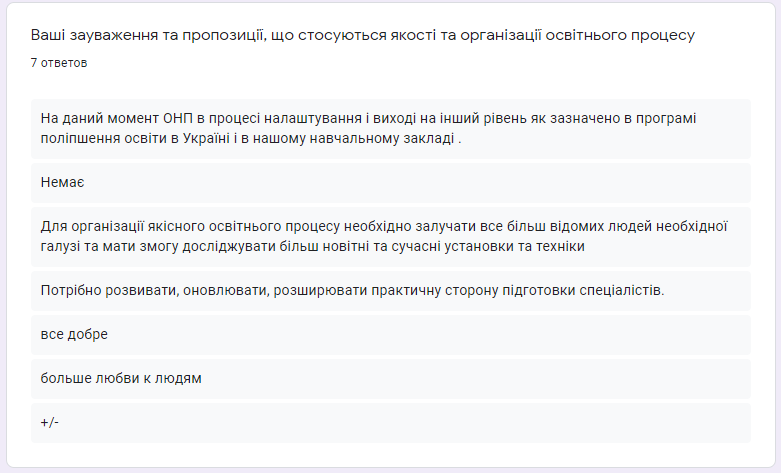 Ваші зауваження та пропозиції, що стосуються якості та організації освітнього процесу
7 ответов
На даний момент ОНП в процесі налаштування і виході на інший рівень як зазначено в програмі
поліпшення освіти в Україні і в нашому навчальному закладі .
Немає
Для організації якісного освітнього процесу необхідно залучати все більш відомих людей необхідної
галузі та мати змогу досліджувати більш новітні та сучасні установки та техніки
Потрібно розвивати, оновлювати, розширювати практичну сторону підготовки спеціалістів.
все добре
больше любви к людям
+/-